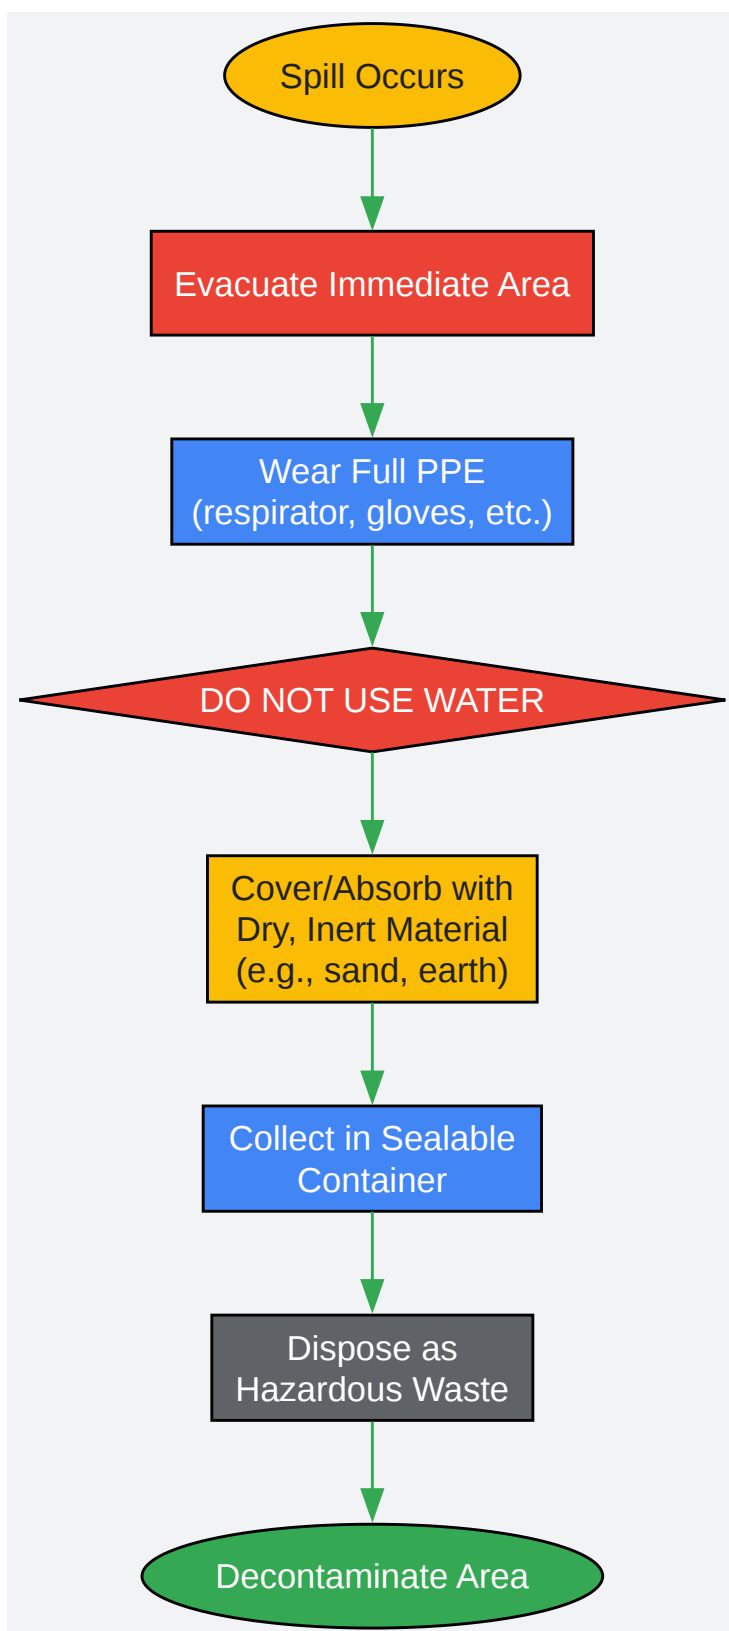 Spill Occurs
Evacuate Immediate Area
Wear Full PPE
(respirator, gloves, etc.)
DO NOT USE WATER
Cover/Absorb with
Dry, Inert Material
(e.g., sand, earth)
Collect in Sealable
Container
Dispose as
Hazardous Waste
Decontaminate Area